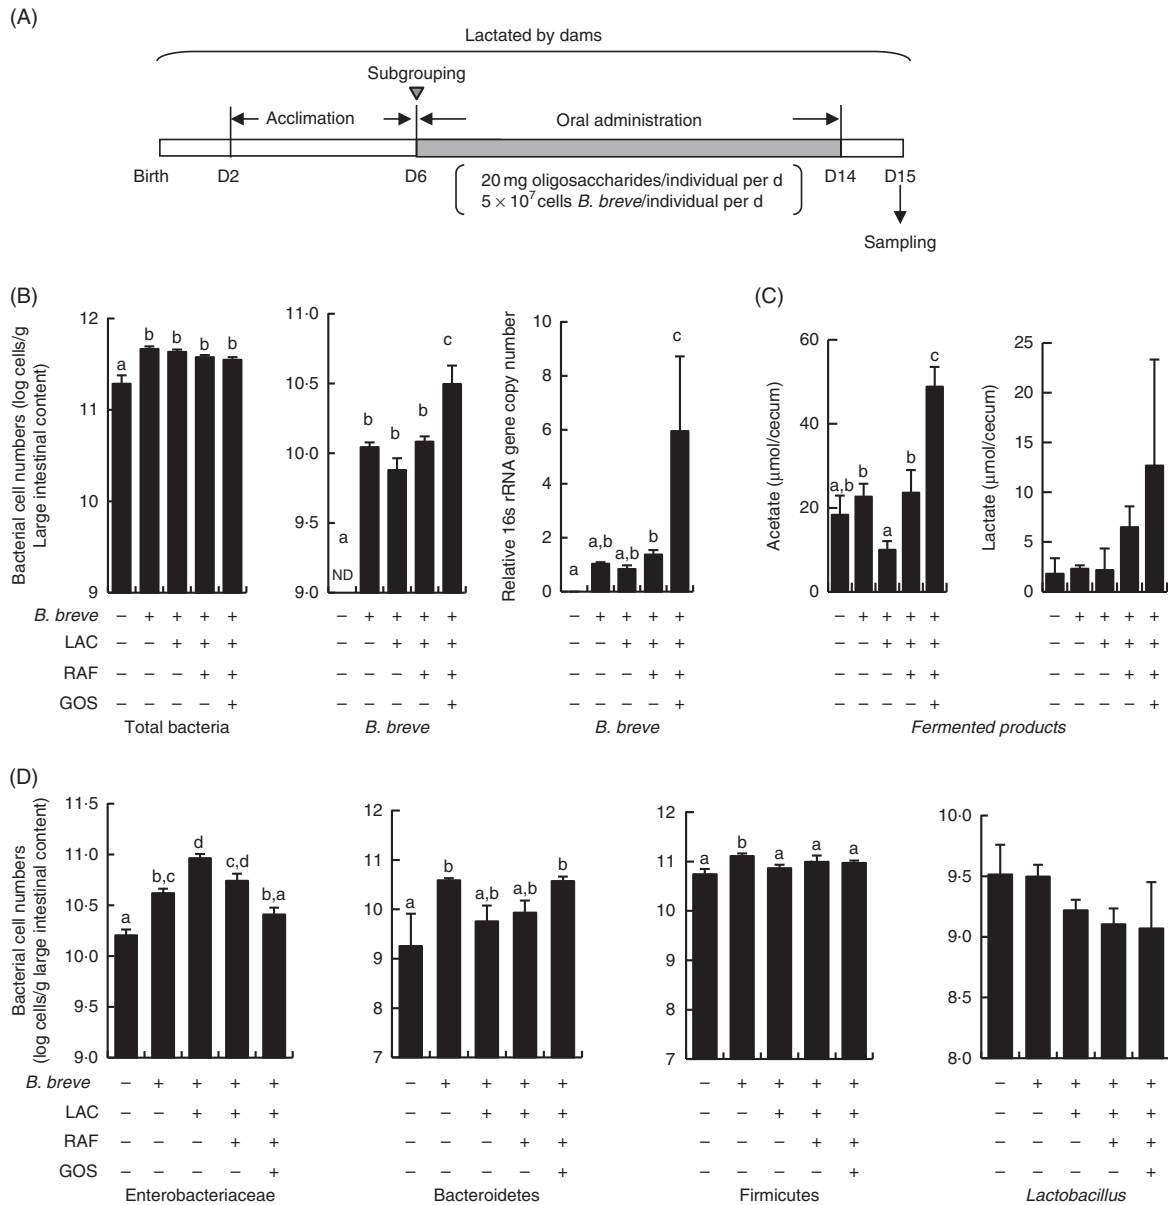 (A)
Lactated by dams
Subgrouping
Acclimation
Oral administration
Birth
D2
D6
20 mg oligosaccharides/individual per d
5 × 10⁷ cells B. breve/individual per d
D14
D15
Sampling
(B)
Bacterial cell numbers (log cells/g
Large intestinal content)
12
11
10
9
a
b
b
b
b
B. breve
– + + + +
LAC
– – + + +
RAF
– – – + +
GOS
– – – – +
Total bacteria
11·0
10·5
10·0
9·5
9·0
a
ND
b
b
b
c
– + + + +
– – + + +
– – – + +
– – – – +
B. breve
Relative 16s rRNA gene copy number
10
8
6
4
2
0
a
a,b
a,b
b
c
– + + + +
– – + + +
– – – + +
– – – – +
B. breve
(C)
Acetate (µmol/cecum)
60
40
20
0
a,b
b
a
b
c
– + + + +
– – + + +
– – – + +
– – – – +
Lactate (µmol/cecum)
25
20
15
10
5
0
– + + + +
– – + + +
– – – + +
– – – – +
Fermented products
(D)
Bacterial cell numbers
(log cells/g large intestinal content)
11·5
11·0
10·5
10·0
9·5
9·0
a
b,c
d
c,d
b,a
B. breve
– + + + +
LAC
– – + + +
RAF
– – – + +
GOS
– – – – +
Enterobacteriaceae
12
11
10
9
8
7
a
b
a,b
a,b
b
– + + + +
– – + + +
– – – + +
– – – – +
Bacteroidetes
12
11
10
9
8
7
a
b
a
a
a
– + + + +
– – + + +
– – – + +
– – – – +
Firmicutes
10·0
9·5
9·0
8·5
8·0
– + + + +
– – + + +
– – – + +
– – – – +
Lactobacillus